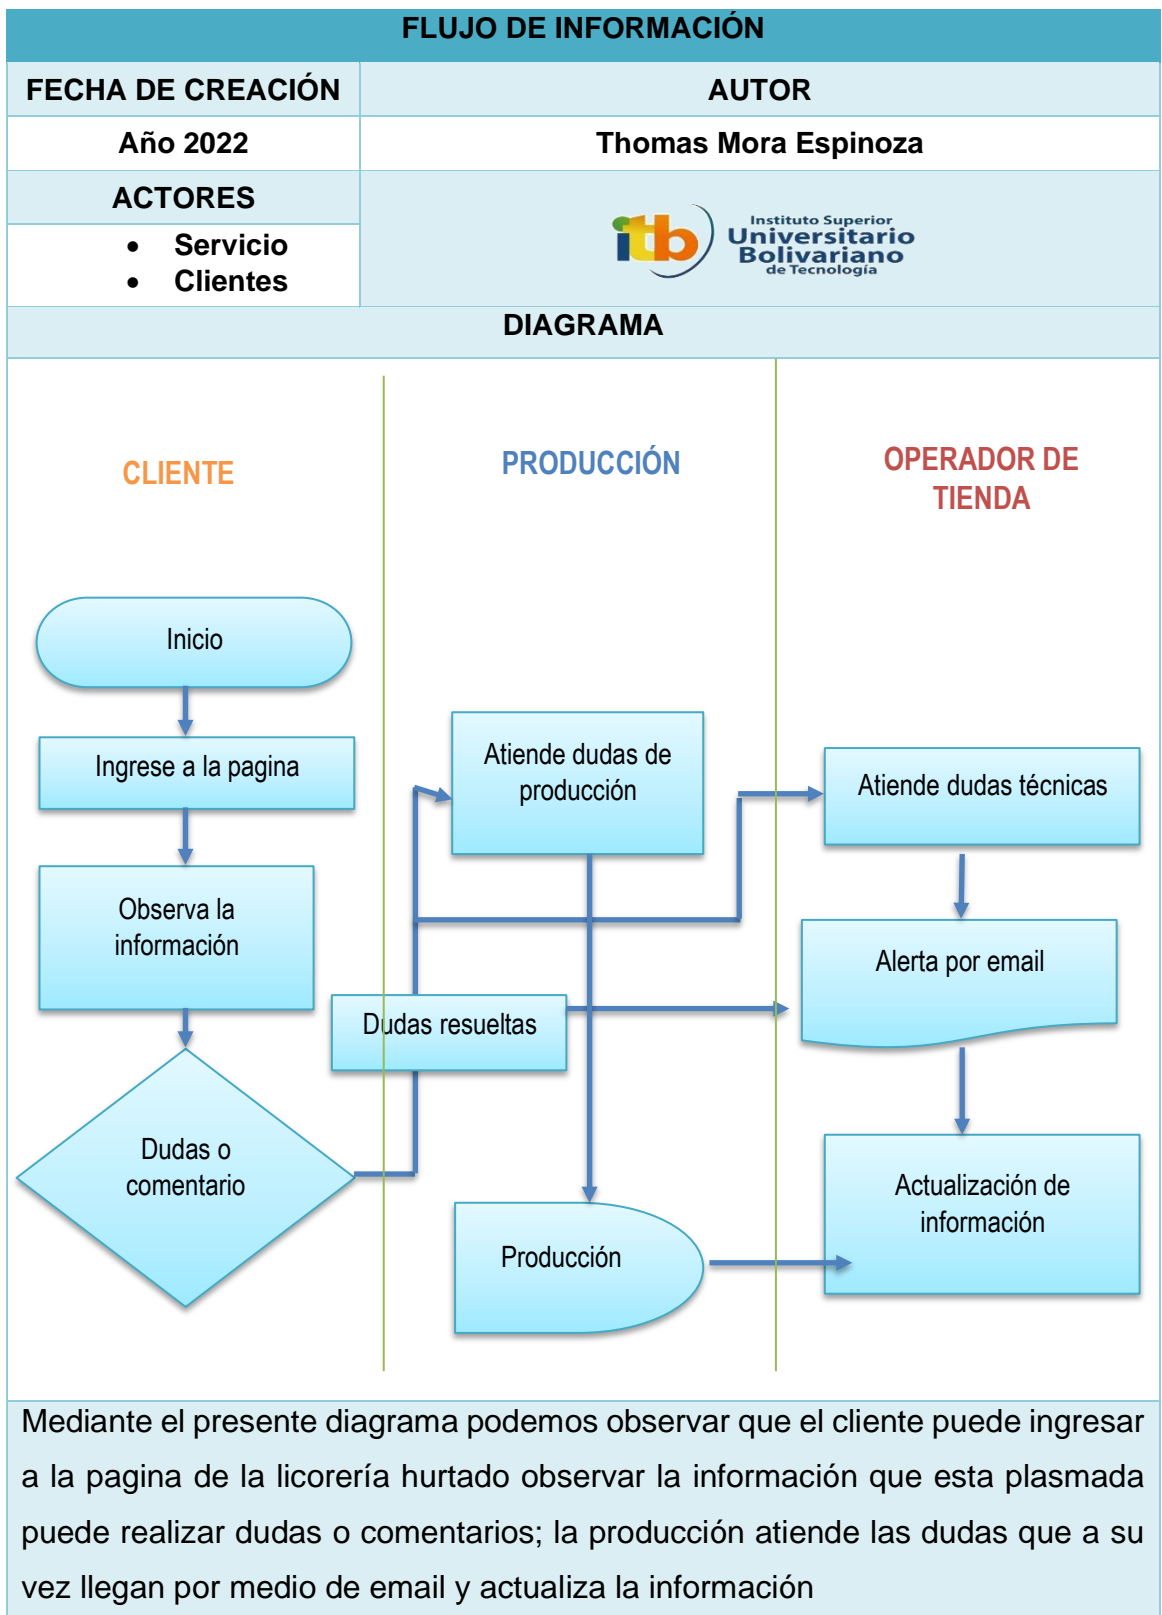 FLUJO DE INFORMACIÓN
FECHA DE CREACIÓN
AUTOR
Año 2022
Thomas Mora Espinoza
ACTORES
• Servicio
• Clientes
itb
Instituto Superior
Universitario
Bolivariano
de Tecnología
DIAGRAMA
CLIENTE
PRODUCCIÓN
OPERADOR DE
TIENDA
Inicio
Ingrese a la pagina
Observa la
información
Dudas o
comentario
Atiende dudas de
producción
Dudas resueltas
Producción
Atiende dudas técnicas
Alerta por email
Actualización de
información
Mediante el presente diagrama podemos observar que el cliente puede ingresar
a la pagina de la licorería hurtado observar la información que esta plasmada
puede realizar dudas o comentarios; la producción atiende las dudas que a su
vez llegan por medio de email y actualiza la información